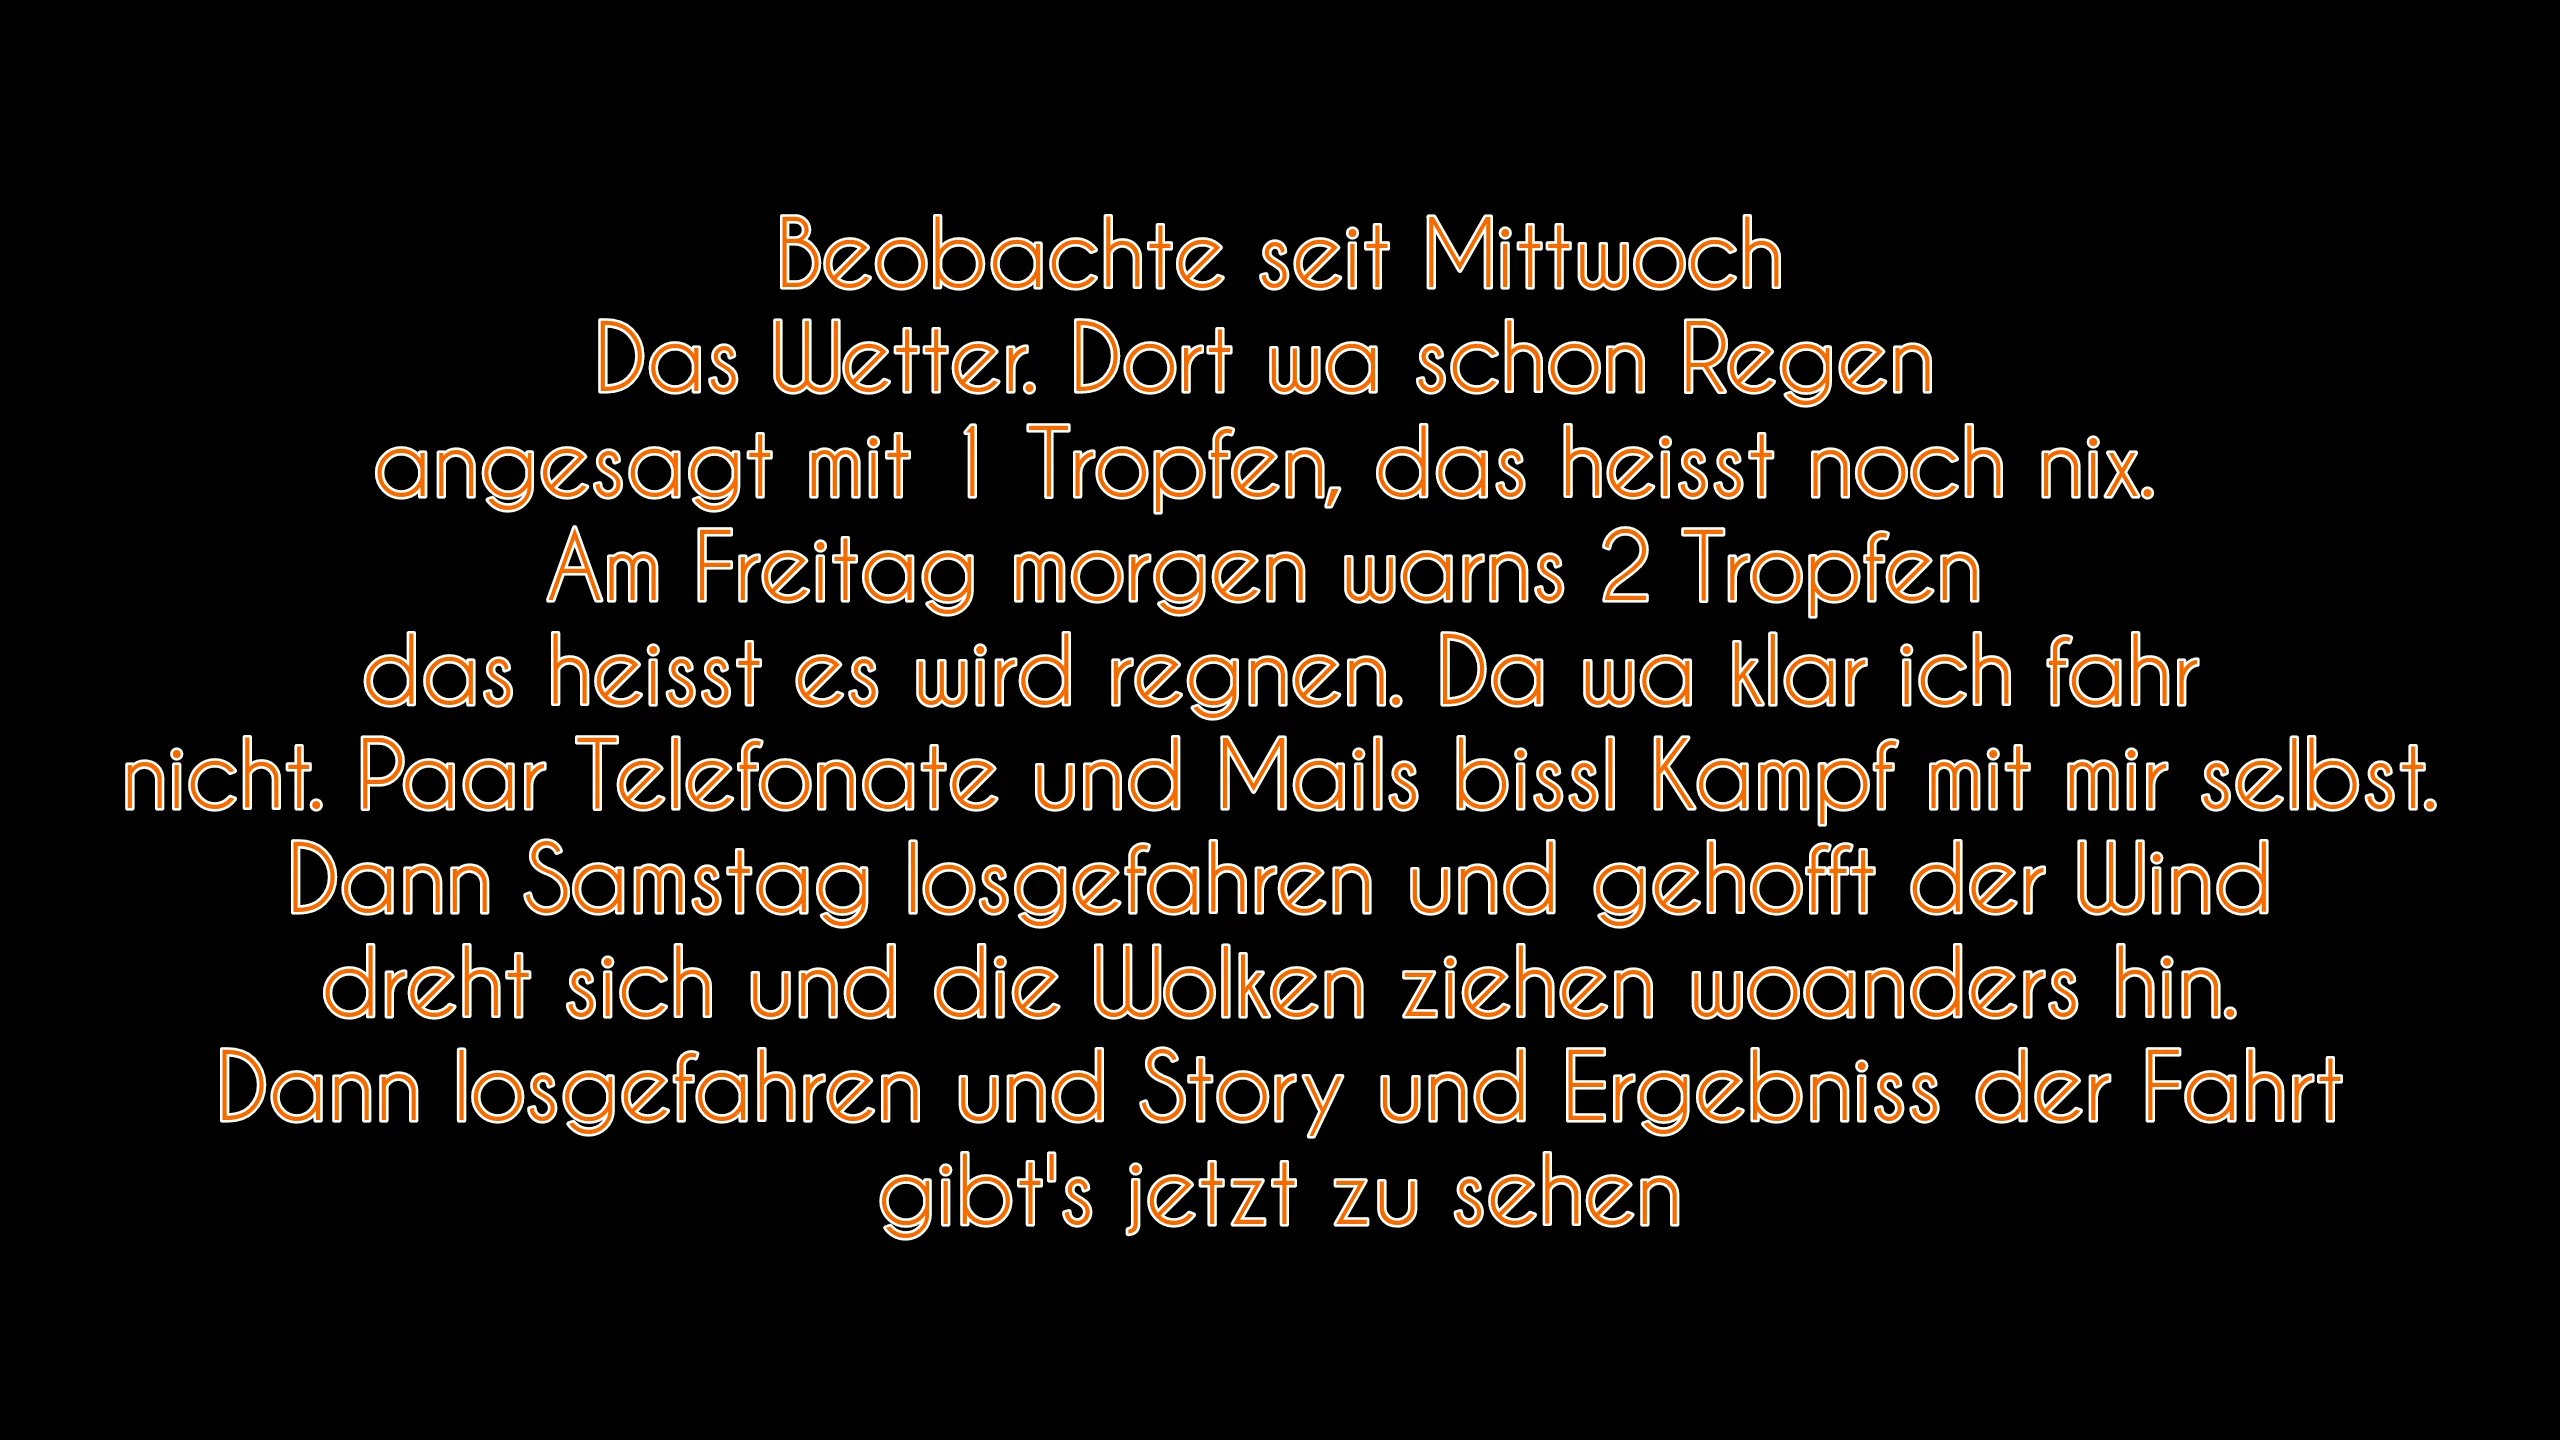 Beobachte seit Mittwoch
Das Wetter. Dort wa schon Regen
angesagt mit 1 Tropfen, das heisst noch nix.
Am Freitag morgen warns 2 Tropfen
das heisst es wird regnen. Da wa klar ich fahr
nicht. Paar Telefonate und Mails bissl Kampf mit mir selbst.
Dann Samstag losgefahren und gehofft der Wind
dreht sich und die Wolken ziehen woanders hin.
Dann losgefahren und Story und Ergebniss der Fahrt
gibt's jetzt zu sehen